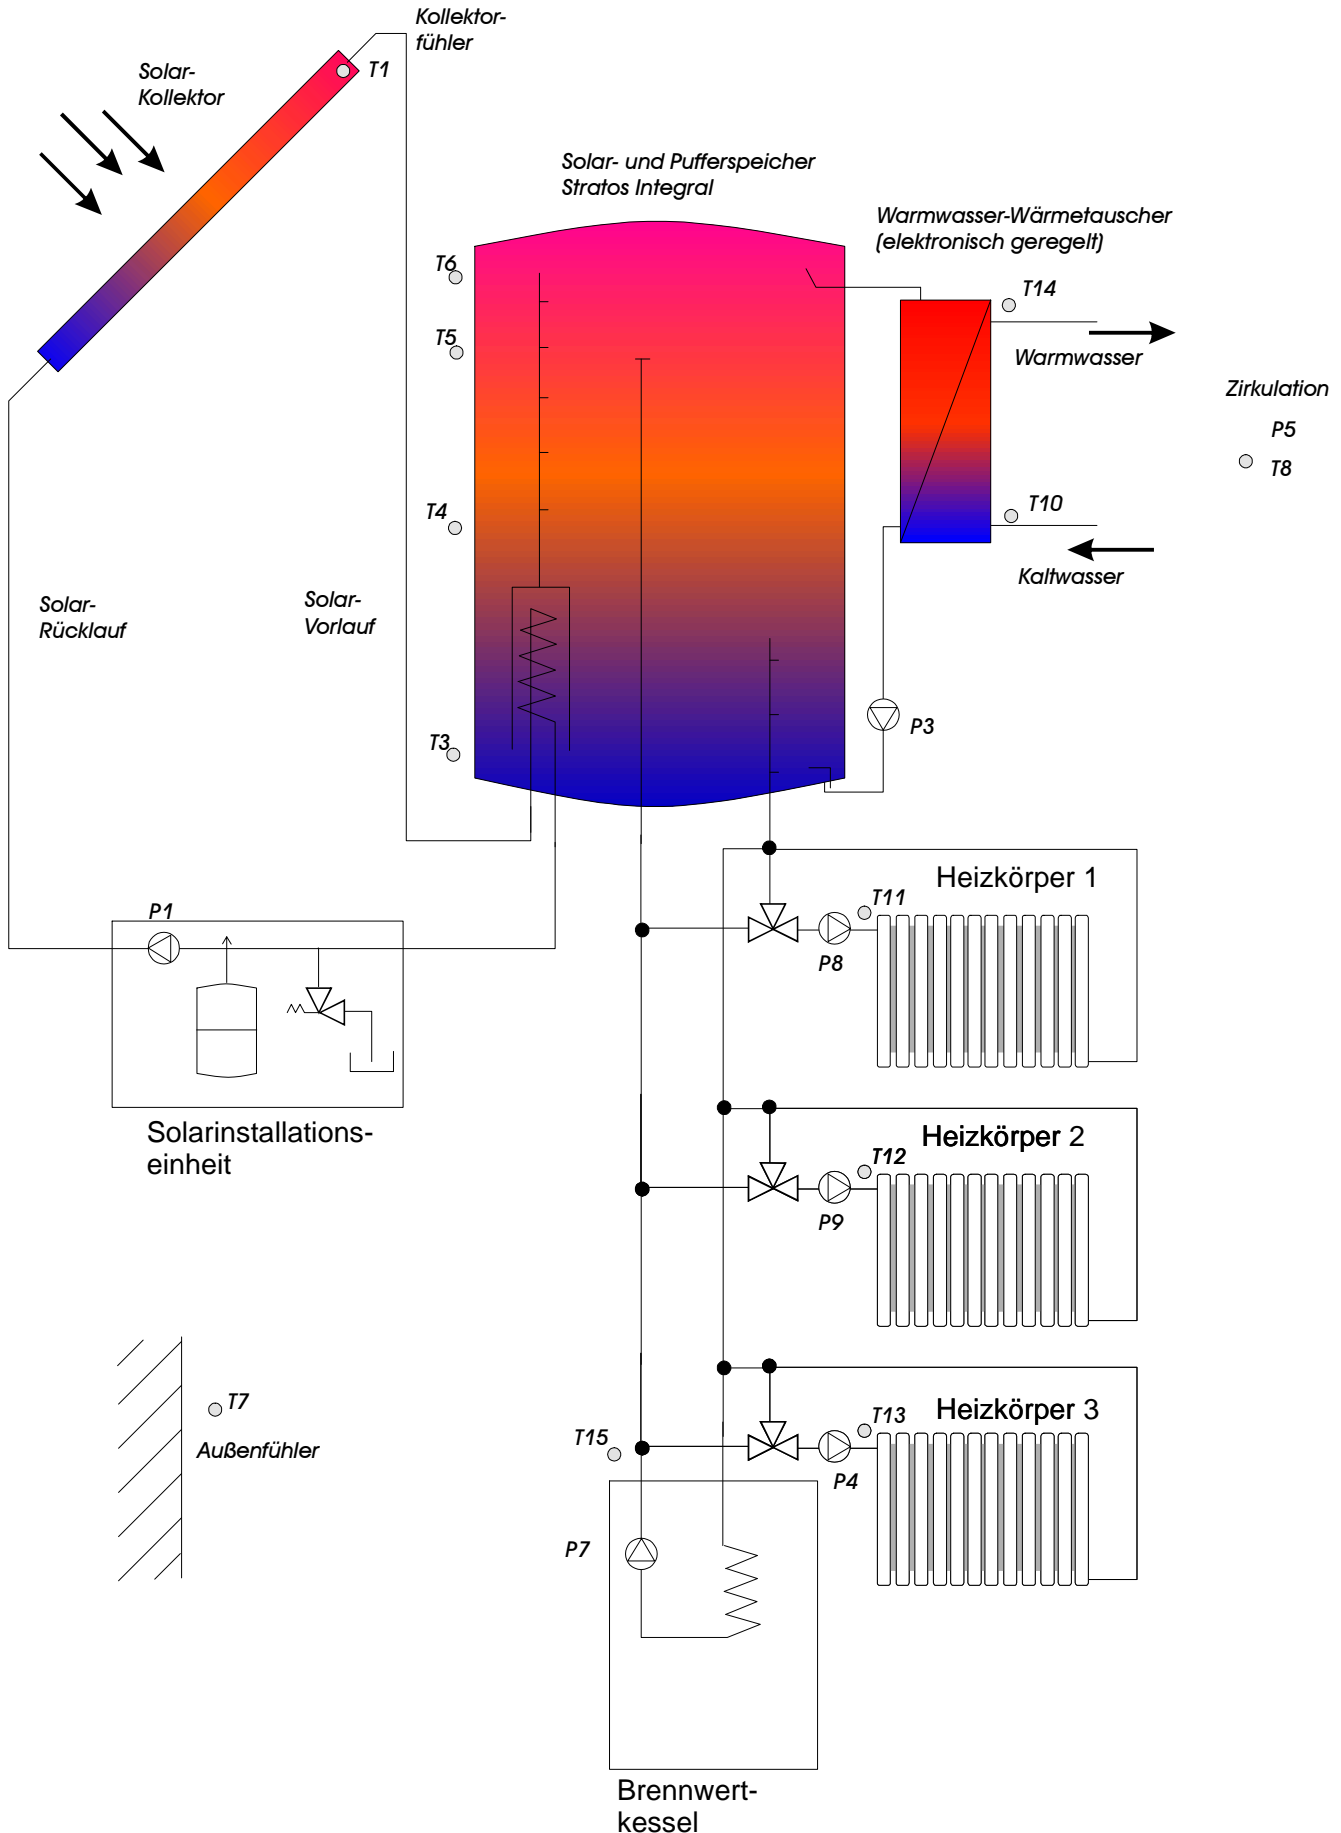 Kollektor-
fühler
T1
Solar-
Kollektor
Solar- und Pufferspeicher
Stratos Integral
Warmwasser-Wärmetauscher
(elektronisch geregelt)
T6
T14
T5
Warmwasser
Zirkulation
P5
T8
T4
T10
Kaltwasser
Solar-
Rücklauf
Solar-
Vorlauf
T3
P3
P1
Heizkörper 1
T11
P8
Solarinstallations-
einheit
Heizkörper 2
T12
P9
T7
Außenfühler
Heizkörper 3
T13
T15
P4
P7
Brennwert-
kessel